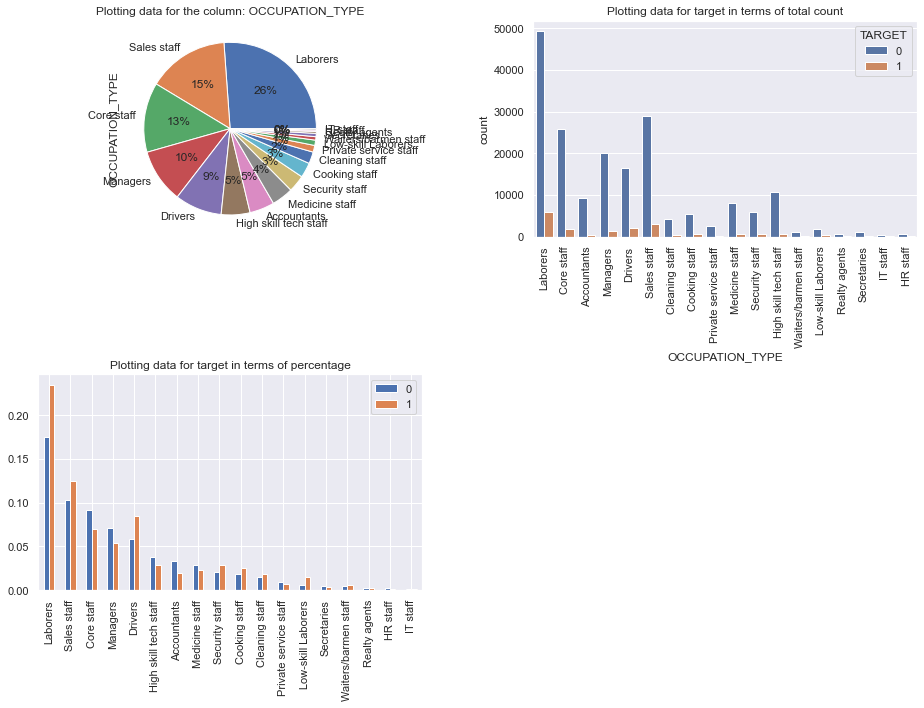 Plotting data for the column: OCCUPATION_TYPE
OCCUPATION_TYPE
Laborers
26%
Sales staff
15%
Core staff
13%
Managers
10%
Drivers
9%
High skill tech staff
5%
Accountants
5%
Medicine staff
4%
Security staff
3%
Cooking staff
3%
Cleaning staff
2%
Private service staff
Low-skill Laborers
Waiters/barmen staff
Plotting data for target in terms of total count
TARGET
0
1
count
50000
40000
30000
20000
10000
0
Laborers
Core staff
Accountants
Managers
Drivers
Sales staff
Cleaning staff
Cooking staff
Private service staff
Medicine staff
Security staff
High skill tech staff
Waiters/barmen staff
Low-skill Laborers
Realty agents
Secretaries
IT staff
HR staff
OCCUPATION_TYPE
Plotting data for target in terms of percentage
0
1
0.20
0.15
0.10
0.05
0.00
Laborers
Sales staff
Core staff
Managers
Drivers
High skill tech staff
Accountants
Medicine staff
Security staff
Cooking staff
Cleaning staff
Private service staff
Low-skill Laborers
Secretaries
Waiters/barmen staff
Realty agents
HR staff
IT staff